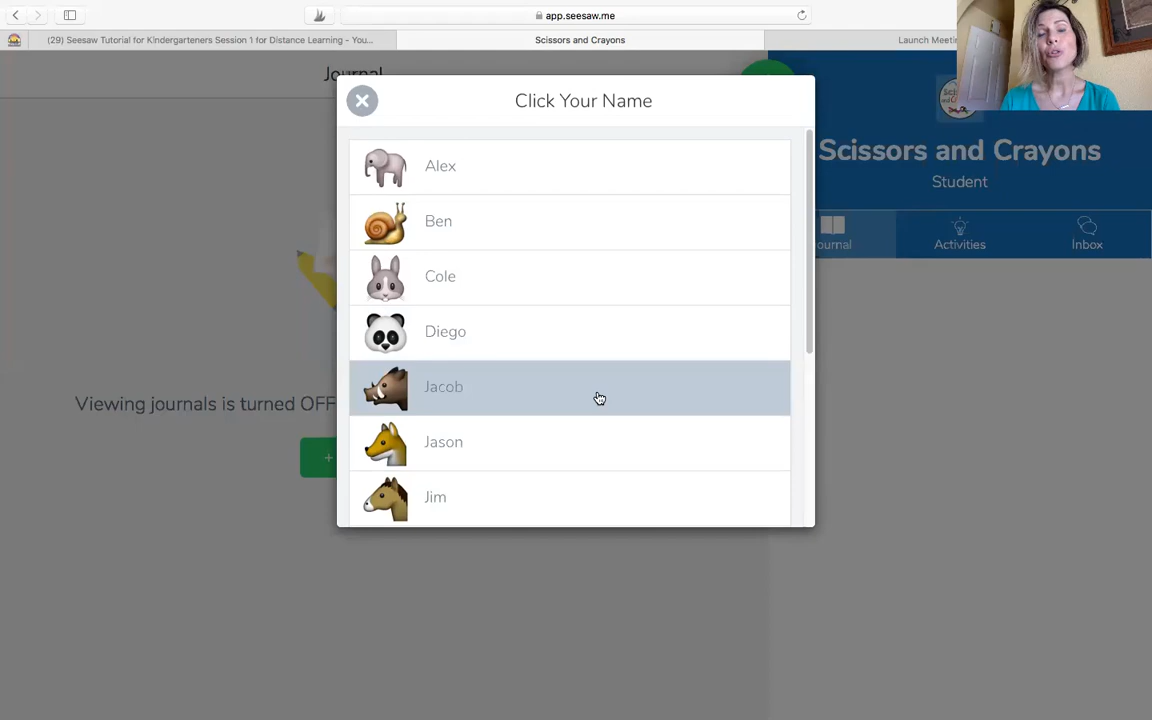 app.seesaw.me
(29) Seesaw Tutorial for Kindergarteners Session 1 for Distance Learning - You...
Scissors and Crayons
Launch Meeti
Journal
Click Your Name
Alex
Ben
Cole
Diego
Jacob
Jason
Jim
Viewing journals is turned OFF
+
Scissors and Crayons
Student
ournal
Activities
Inbox